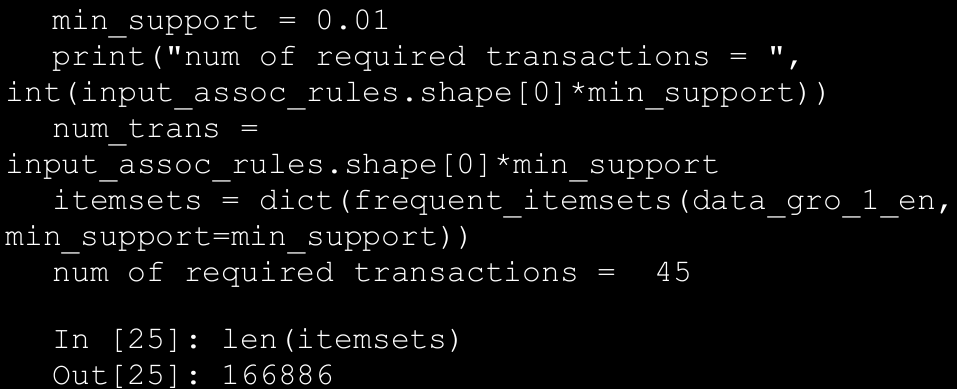 min_support = 0.01
print("num of required transactions = ",
int(input_assoc_rules.shape[0]*min_support))
num_trans =
input_assoc_rules.shape[0]*min_support
itemsets = dict(frequent_itemsets(data_gro_1_en,
min_support=min_support))
num of required transactions =  45
In [25]: len(itemsets)
Out[25]: 166886